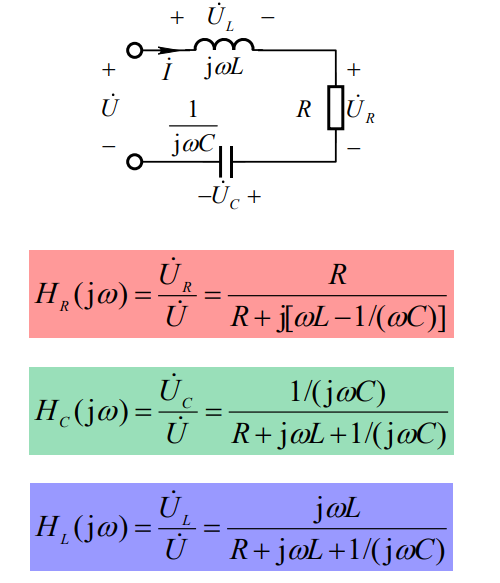 + U̇_L −
İ jωL
+ U̇ −
1/(jωC)
R + U̇_R −
−U̇_C +
H_R(jω) = U̇_R/U̇ = R/(R + j[ωL − 1/(ωC)])
H_C(jω) = U̇_C/U̇ = 1/(jωC)/(R + jωL + 1/(jωC))
H_L(jω) = U̇_L/U̇ = jωL/(R + jωL + 1/(jωC))